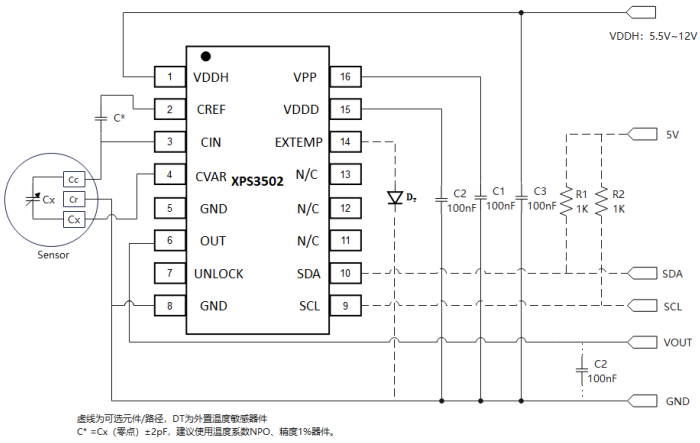 VDDH：5.5V~12V
1 VDDH VPP 16
2 CREF VDDD 15
C*
3 CIN EXTEMP 14
5V
4 CVAR XPS3502 N/C 13
Cc
Cx Cr
Cx
Sensor
5 GND N/C 12
6 OUT N/C 11
7 UNLOCK SDA 10
8 GND SCL 9
DT
C2
100nF
C1
100nF
C3
100nF
R1
1K
R2
1K
SDA
SCL
VOUT
C2
100nF
GND
虚线为可选元件/路径，DT为外置温度敏感器件
C* =Cx（零点）±2pF，建议使用温度系数NPO、精度1%器件。